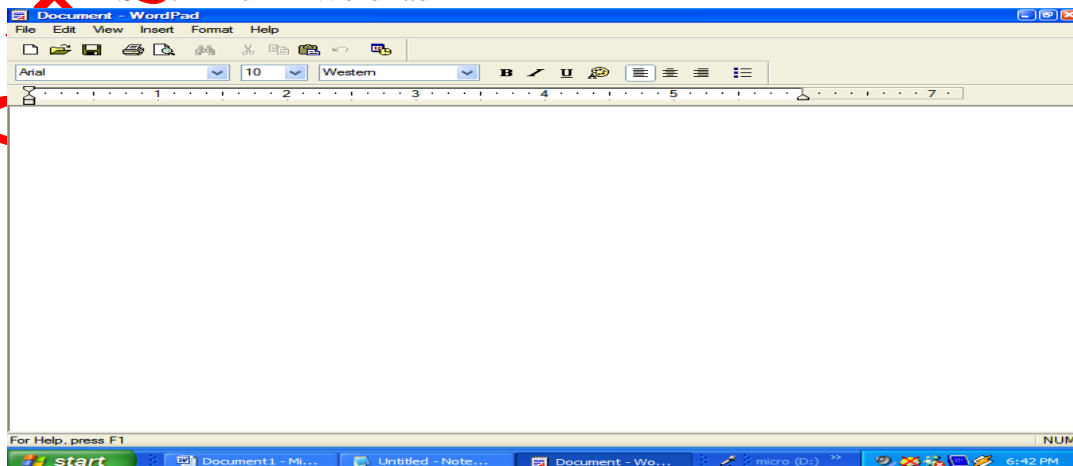 Document - WordPad
File Edit View Insert Format Help
Arial 10 Western B U
1 2 3 4 5 7
For Help, press F1 NUM
start Document1 - Mi... Untitled - Note... Document - Wo... micro (D:) 6:42 PM